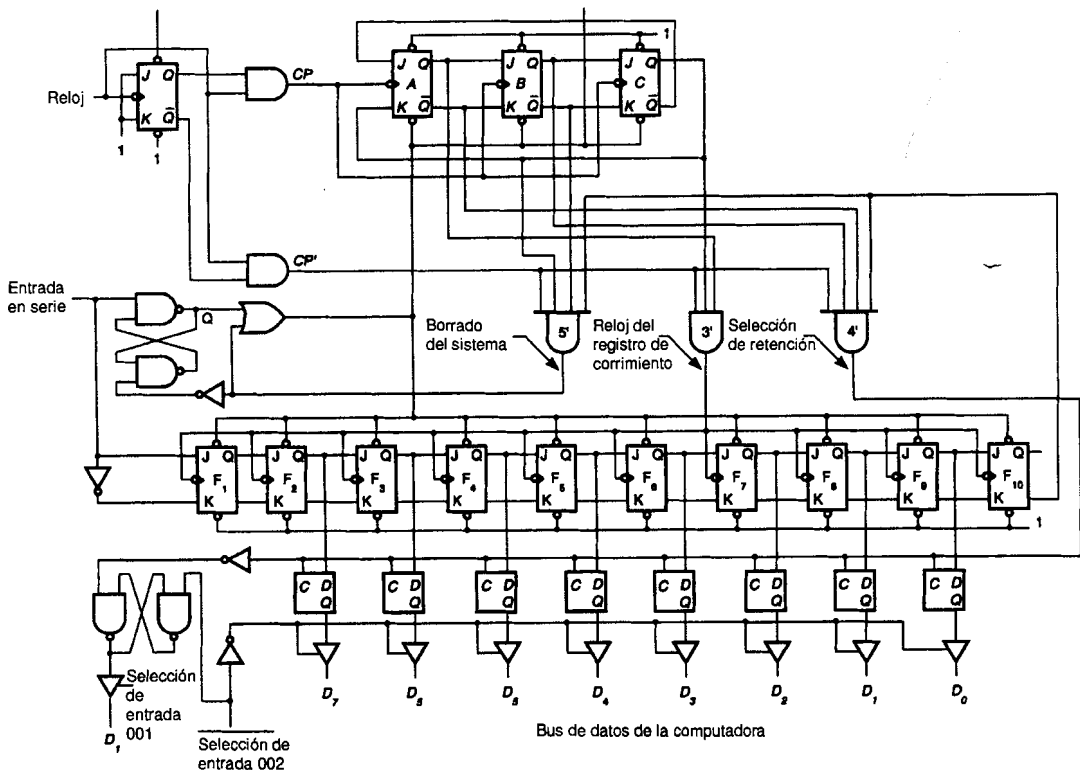 1
J Q
J Q
J Q
J Q
CP
A
B
C
Reloj
K Q
K Q
K Q
K Q
1
1
CP'
Entrada
en serie
Q
Borrado
del sistema
5'
Reloj del
registro de
corrimiento
3'
Selección
de retención
4'
J Q
J Q
J Q
J Q
J Q
J Q
J Q
J Q
J Q
J Q
F1
F2
F3
F4
F5
F6
F7
F8
F9
F10
K
K
K
K
K
K
K
K
K
K
1
C D
C D
C D
C D
C D
C D
C D
C D
Q
Q
Q
Q
Q
Q
Q
Q
Selección
de
entrada
001
D1
Selección de
entrada 002
D7
D6
D5
D4
D3
D2
D1
D0
Bus de datos de la computadora